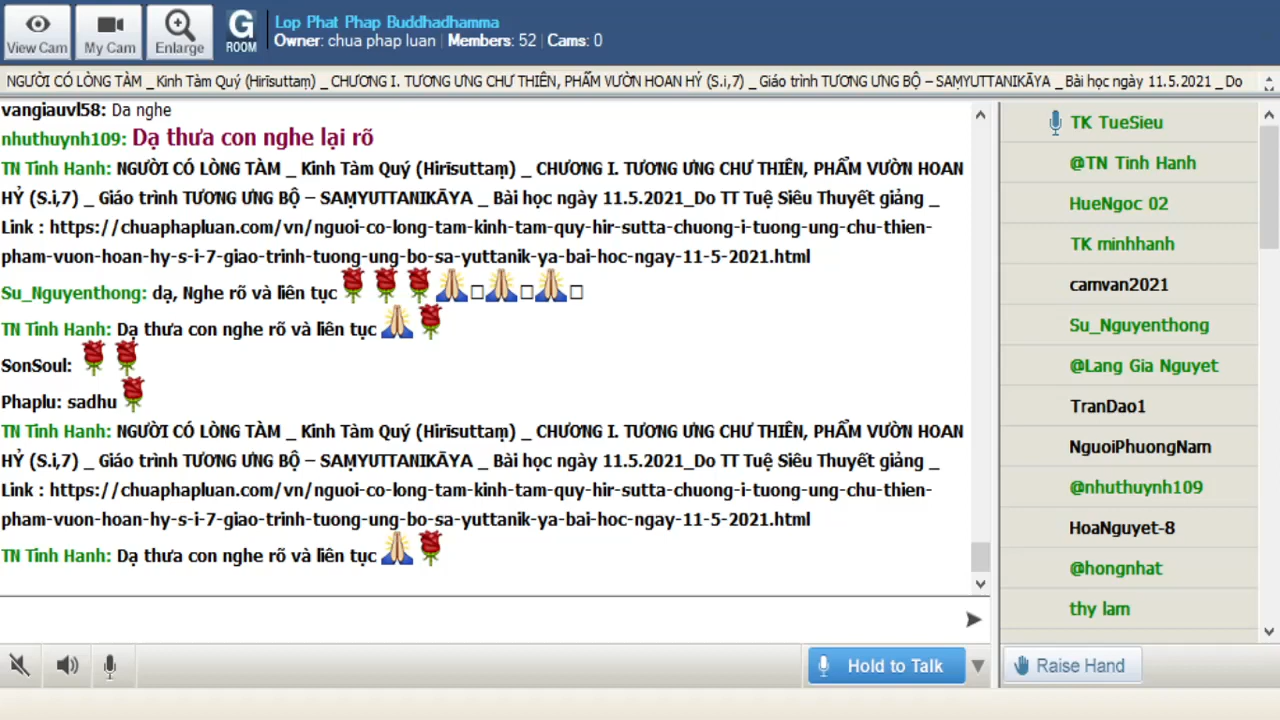 View Cam
My Cam
Enlarge
G
ROOM
Lop Phat Phap Buddhadhamma
Owner: chua phap luan | Members: 52 | Cams: 0
NGƯỜI CÓ LÒNG TÀM _ Kinh Tàm Quý (Hirīsuttaṃ) _ CHƯƠNG I. TƯƠNG ƯNG CHƯ THIÊN, PHẨM VƯỜN HOAN HỶ (S.i,7) _ Giáo trình TƯƠNG ƯNG BỘ – SAṂYUTTANIKĀYA _ Bài học ngày 11.5.2021 _ Do
vangiauvl58: Da nghe
nhuthuynh109: Dạ thưa con nghe lại rõ
TN Tinh Hanh: NGƯỜI CÓ LÒNG TÀM _ Kinh Tàm Quý (Hirīsuttaṃ) _ CHƯƠNG I. TƯƠNG ƯNG CHƯ THIÊN, PHẨM VƯỜN HOAN
HỶ (S.i,7) _ Giáo trình TƯƠNG ƯNG BỘ – SAṂYUTTANIKĀYA _ Bài học ngày 11.5.2021_Do TT Tuệ Siêu Thuyết giảng _
Link : https://chuaphapluan.com/vn/nguoi-co-long-tam-kinh-tam-quy-hir-sutta-chuong-i-tuong-ung-chu-thien-
pham-vuon-hoan-hy-s-i-7-giao-trinh-tuong-ung-bo-sa-yuttanik-ya-bai-hoc-ngay-11-5-2021.html
Su_Nguyenthong: dạ, Nghe rõ và liên tục
TN Tinh Hanh: Dạ thưa con nghe rõ và liên tục
SonSoul:
Phaplu: sadhu
TN Tinh Hanh: NGƯỜI CÓ LÒNG TÀM _ Kinh Tàm Quý (Hirīsuttaṃ) _ CHƯƠNG I. TƯƠNG ƯNG CHƯ THIÊN, PHẨM VƯỜN HOAN
HỶ (S.i,7) _ Giáo trình TƯƠNG ƯNG BỘ – SAṂYUTTANIKĀYA _ Bài học ngày 11.5.2021_Do TT Tuệ Siêu Thuyết giảng _
Link : https://chuaphapluan.com/vn/nguoi-co-long-tam-kinh-tam-quy-hir-sutta-chuong-i-tuong-ung-chu-thien-
pham-vuon-hoan-hy-s-i-7-giao-trinh-tuong-ung-bo-sa-yuttanik-ya-bai-hoc-ngay-11-5-2021.html
TN Tinh Hanh: Dạ thưa con nghe rõ và liên tục
TK TueSieu
@TN Tinh Hanh
HueNgoc 02
TK minhhanh
camvan2021
Su_Nguyenthong
@Lang Gia Nguyet
TranDao1
NguoiPhuongNam
@nhuthuynh109
HoaNguyet-8
@hongnhat
thy lam
Hold to Talk
Raise Hand